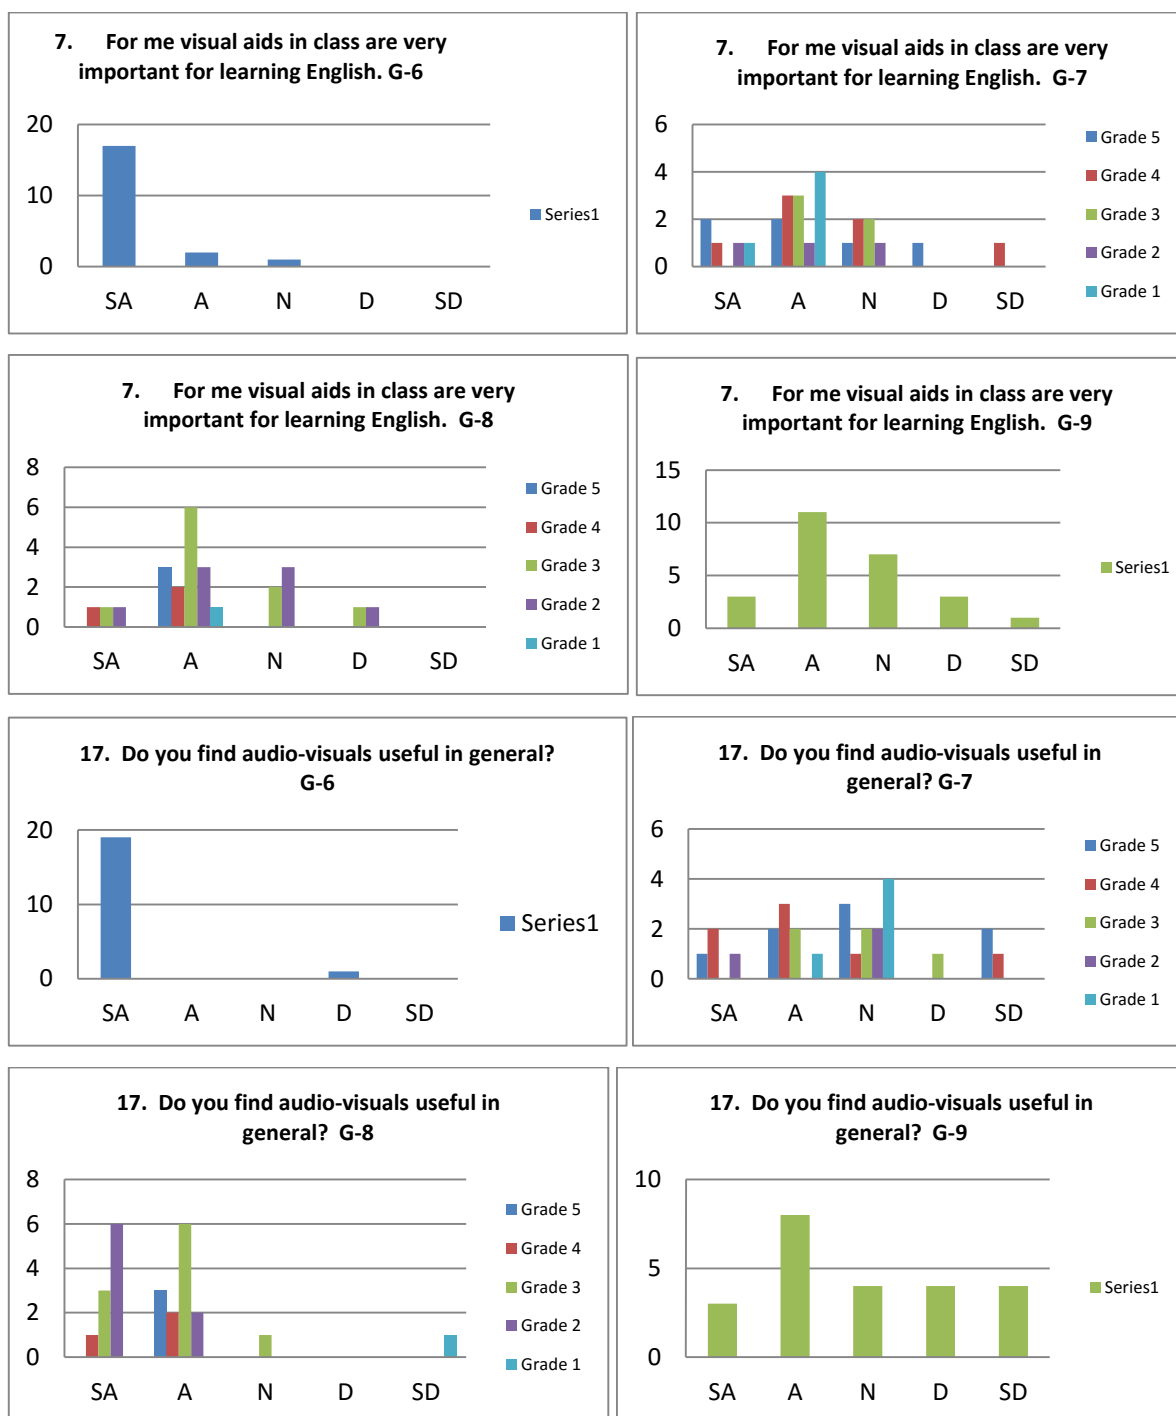 7. For me visual aids in class are very
important for learning English. G-6
20
10
0
SA A N D SD
Series1
7. For me visual aids in class are very
important for learning English. G-7
6
4
2
0
SA A N D SD
Grade 5
Grade 4
Grade 3
Grade 2
Grade 1
7. For me visual aids in class are very
important for learning English. G-8
8
6
4
2
0
SA A N D SD
Grade 5
Grade 4
Grade 3
Grade 2
Grade 1
7. For me visual aids in class are very
important for learning English. G-9
15
10
5
0
SA A N D SD
Series1
17. Do you find audio-visuals useful in general?
G-6
20
10
0
SA A N D SD
Series1
17. Do you find audio-visuals useful in
general? G-7
6
4
2
0
SA A N D SD
Grade 5
Grade 4
Grade 3
Grade 2
Grade 1
17. Do you find audio-visuals useful in
general? G-8
8
6
4
2
0
SA A N D SD
Grade 5
Grade 4
Grade 3
Grade 2
Grade 1
17. Do you find audio-visuals useful in
general? G-9
10
5
0
SA A N D SD
Series1